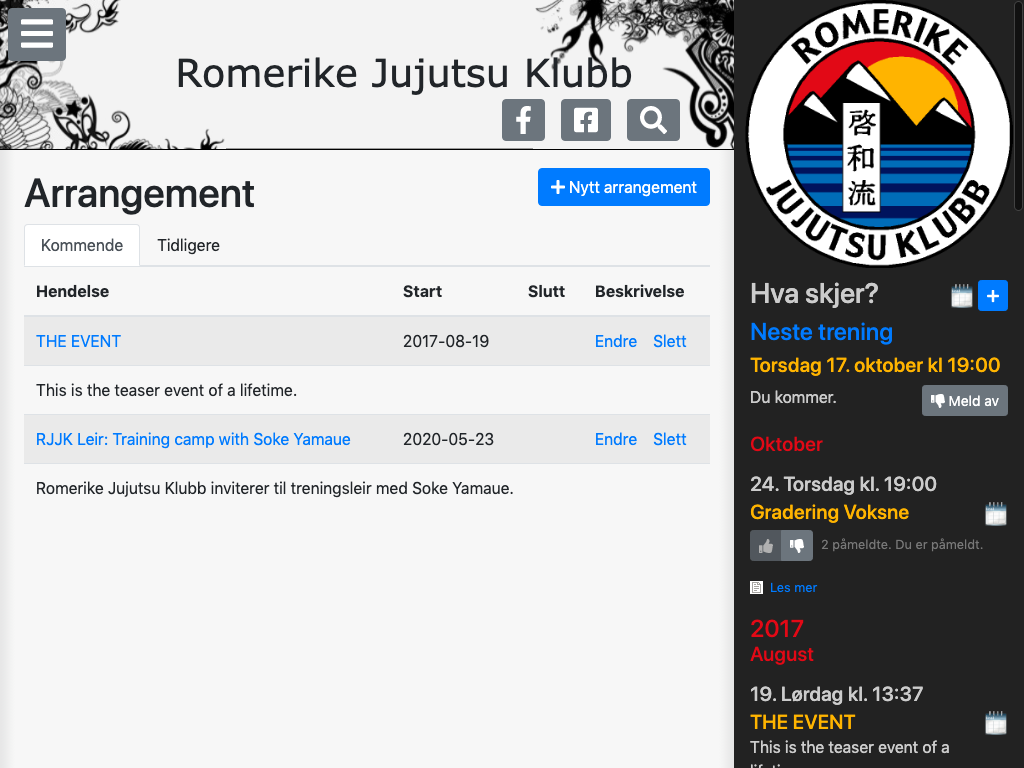 Romerike Jujutsu Klubb
Arrangement
Nytt arrangement
Kommende
Tidligere
Hendelse Start Slutt Beskrivelse
THE EVENT 2017-08-19 Endre Slett
This is the teaser event of a lifetime.
RJJK Leir: Training camp with Soke Yamaue 2020-05-23 Endre Slett
Romerike Jujutsu Klubb inviterer til treningsleir med Soke Yamaue.
ROMERIKE
啓和流
JUJUTSU KLUBB
Hva skjer?
Neste trening
Torsdag 17. oktober kl 19:00
Du kommer.
Meld av
Oktober
24. Torsdag kl. 19:00
Gradering Voksne
2 påmeldte. Du er påmeldt.
Les mer
2017
August
19. Lørdag kl. 13:37
THE EVENT
This is the teaser event of a